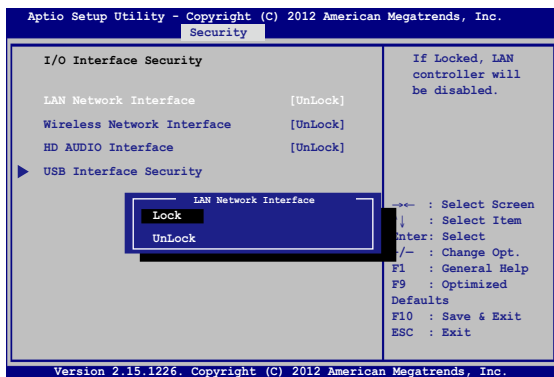 Aptio Setup Utility - Copyright (C) 2012 American Megatrends, Inc.
Security
I/O Interface Security
LAN Network Interface [UnLock]
Wireless Network Interface [UnLock]
HD AUDIO Interface [UnLock]
USB Interface Security
LAN Network Interface
Lock
UnLock
If Locked, LAN
controller will
be disabled.
→← : Select Screen
↓ : Select Item
Enter: Select
/— : Change Opt.
F1 : General Help
F9 : Optimized
Defaults
F10 : Save & Exit
ESC : Exit
Version 2.15.1226. Copyright (C) 2012 American Megatrends, Inc.